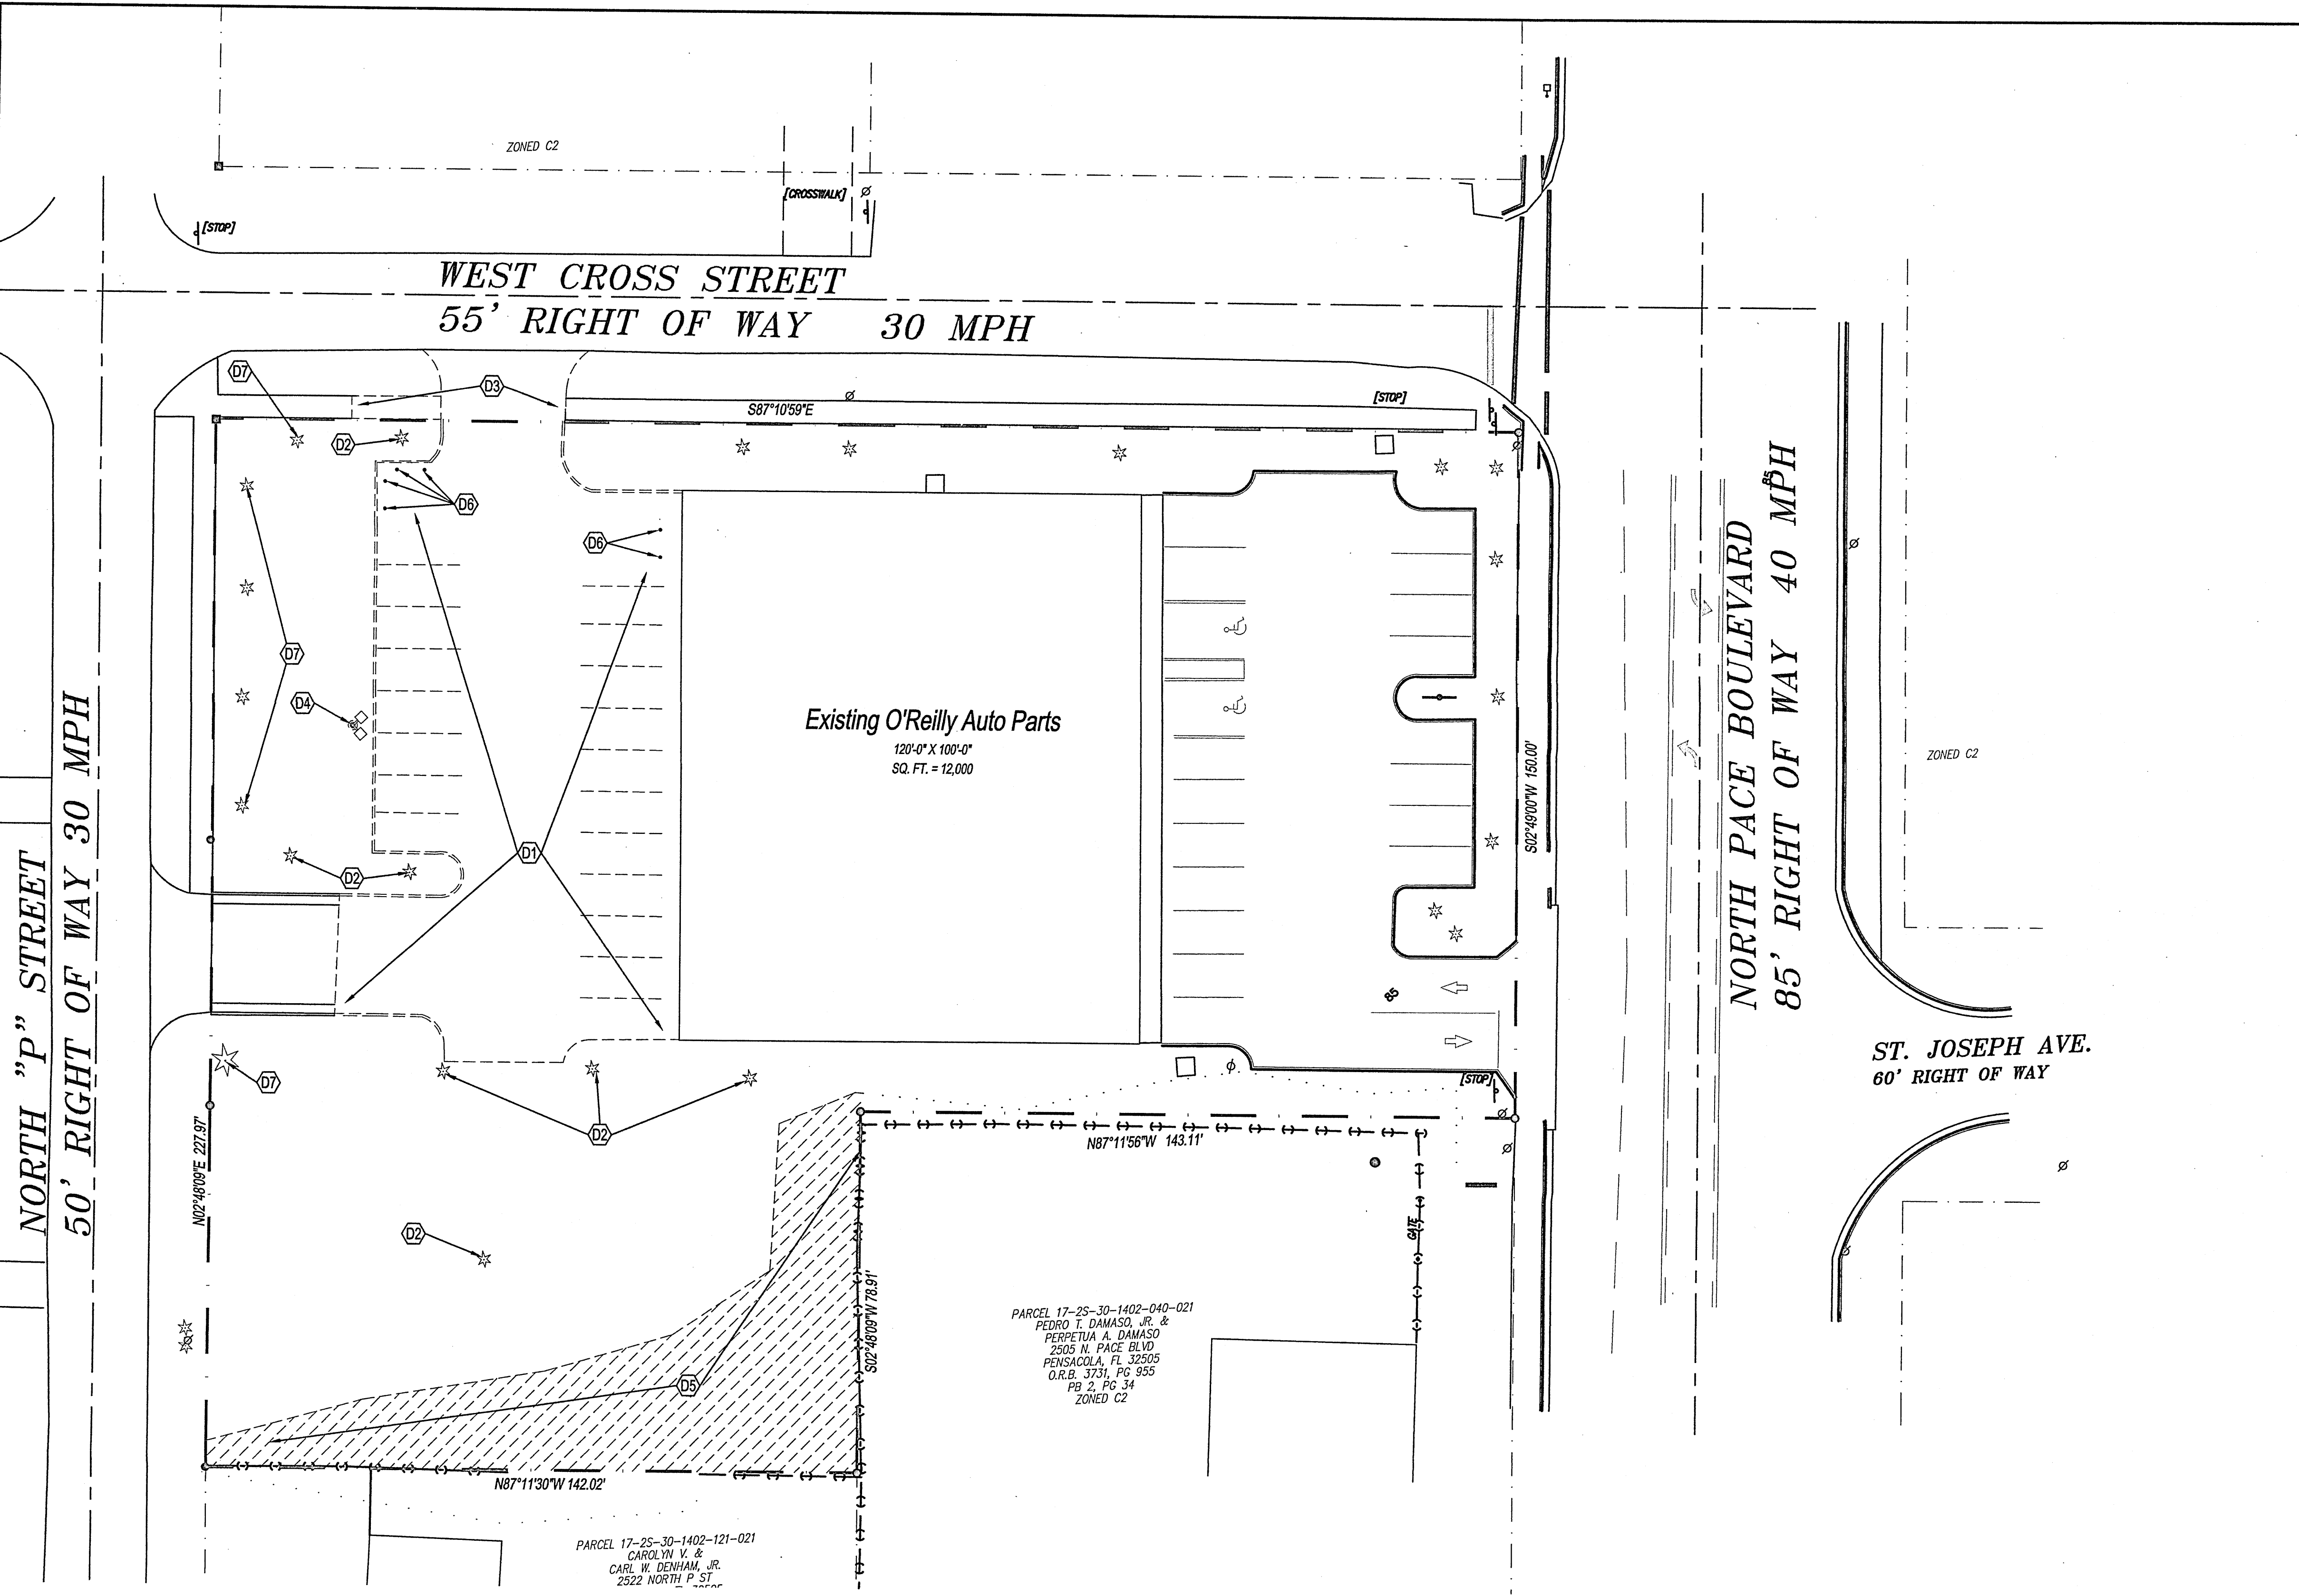 ZONED C2
[CROSSWALK]
[STOP]
WEST CROSS STREET
55' RIGHT OF WAY 30 MPH
D7
D3
S87°10'59"E
[STOP]
D2
D6
D6
85
D7
D4
Existing O'Reilly Auto Parts
120'-0" X 100'-0"
SQ. FT. = 12,000
S02°49'00"W 150.00'
NORTH PACE BOULEVARD
85' RIGHT OF WAY 40 MPH
ZONED C2
NORTH "P" STREET
50' RIGHT OF WAY 30 MPH
D1
D2
85
ST. JOSEPH AVE.
60' RIGHT OF WAY
D7
[STOP]
D2
N02°48'09"E 227.97'
N87°11'56"W 143.11'
D2
GATE
S02°48'09"W 78.91'
PARCEL 17-2S-30-1402-040-021
PEDRO T. DAMASO, JR. &
PERPETUA A. DAMASO
2505 N. PACE BLVD
PENSACOLA, FL 32505
O.R.B. 3731, PG 955
PB 2, PG 34
ZONED C2
D5
N87°11'30"W 142.02'
PARCEL 17-2S-30-1402-121-021
CAROLYN V. &
CARL W. DENHAM, JR.
2522 NORTH P ST